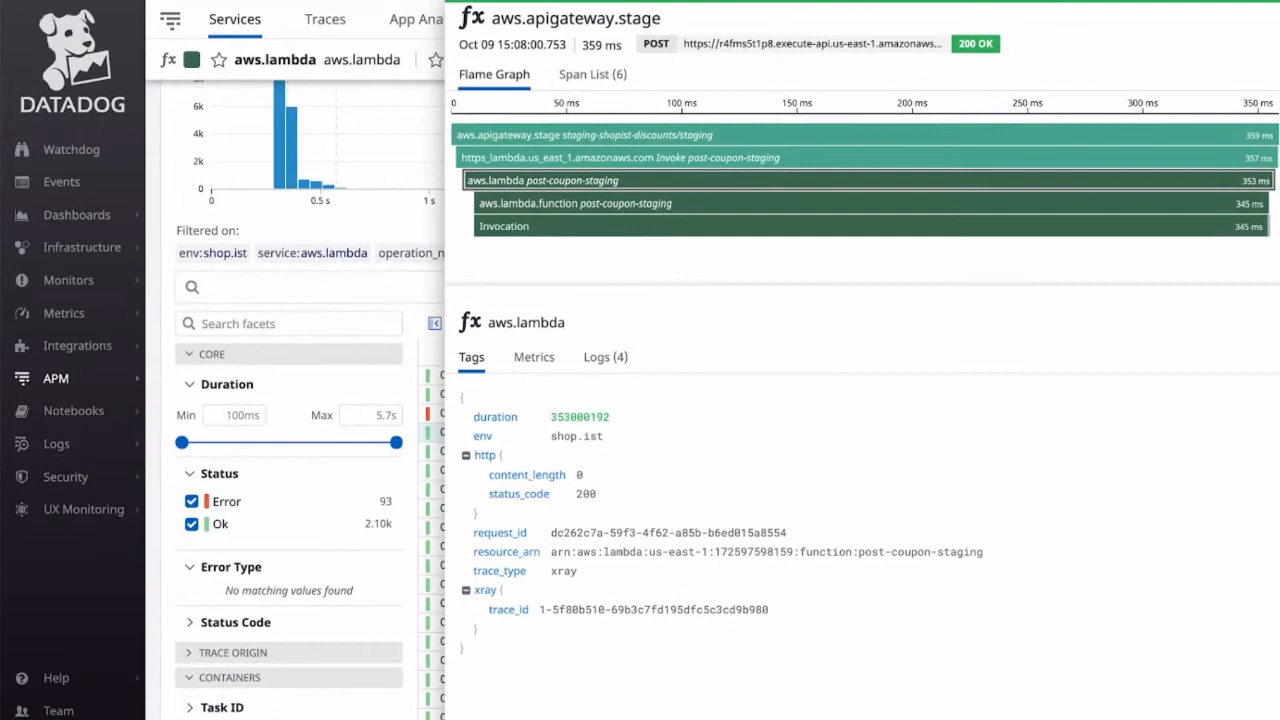 DATADOG
Watchdog
Events
Dashboards
Infrastructure
Monitors
Metrics
Integrations
APM
Notebooks
Logs
Security
UX Monitoring
Help
Team
Services Traces App Ana
fx aws.lambda aws.lambda
6k
4k
2k
0
0 0.5 s 1 s
Filtered on:
env:shop.ist service:aws.lambda operation_n
Search facets
CORE
Duration
Min 100ms Max 5.7s
Status
Error 93
Ok 2.10k
Error Type
No matching values found
Status Code
TRACE ORIGIN
CONTAINERS
Task ID
fx aws.apigateway.stage
Oct 09 15:08:00.753 359 ms POST https://r4fms5t1p8.execute-api.us-east-1.amazonaws... 200 OK
Flame Graph Span List (6)
0 50 ms 100 ms 150 ms 200 ms 250 ms 300 ms 350 ms
aws.apigateway.stage staging-shopist-discounts/staging 359 ms
https_lambda.us_east_1.amazonaws.com Invoke post-coupon-staging 357 ms
aws.lambda post-coupon-staging 353 ms
aws.lambda.function post-coupon-staging 345 ms
Invocation 345 ms
fx aws.lambda
Tags Metrics Logs (4)
{
duration 353000192
env shop.ist
http {
content_length 0
status_code 200
}
request_id dc262c7a-59f3-4f62-a85b-b6ed015a8554
resource_arn arn:aws:lambda:us-east-1:172597598159:function:post-coupon-staging
trace_type xray
xray {
trace_id 1-5f80b510-69b3c7fd195dfc5c3cd9b980
}
}